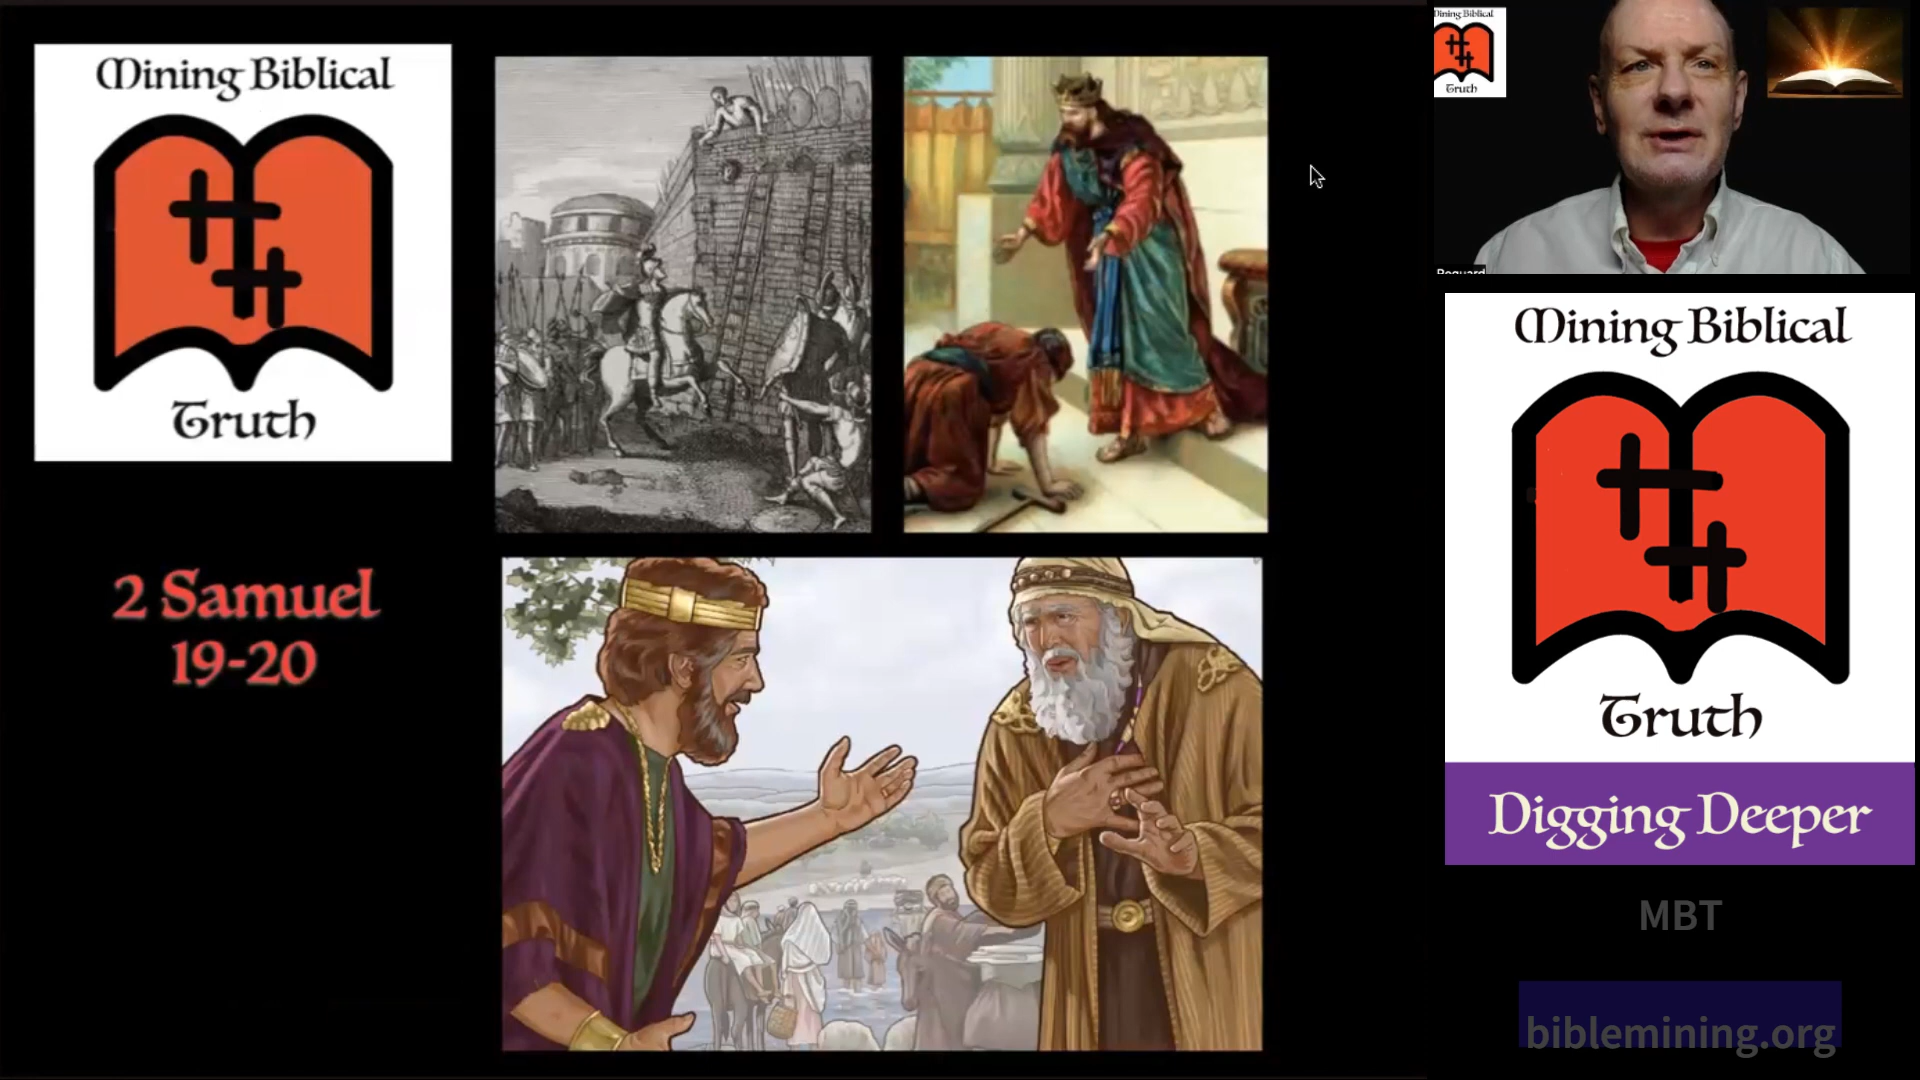 Mining Biblical
Truth
2 Samuel
19-20
Mining Biblical
Truth
Mining Biblical
Truth
Digging Deeper
MBT
biblemining.org